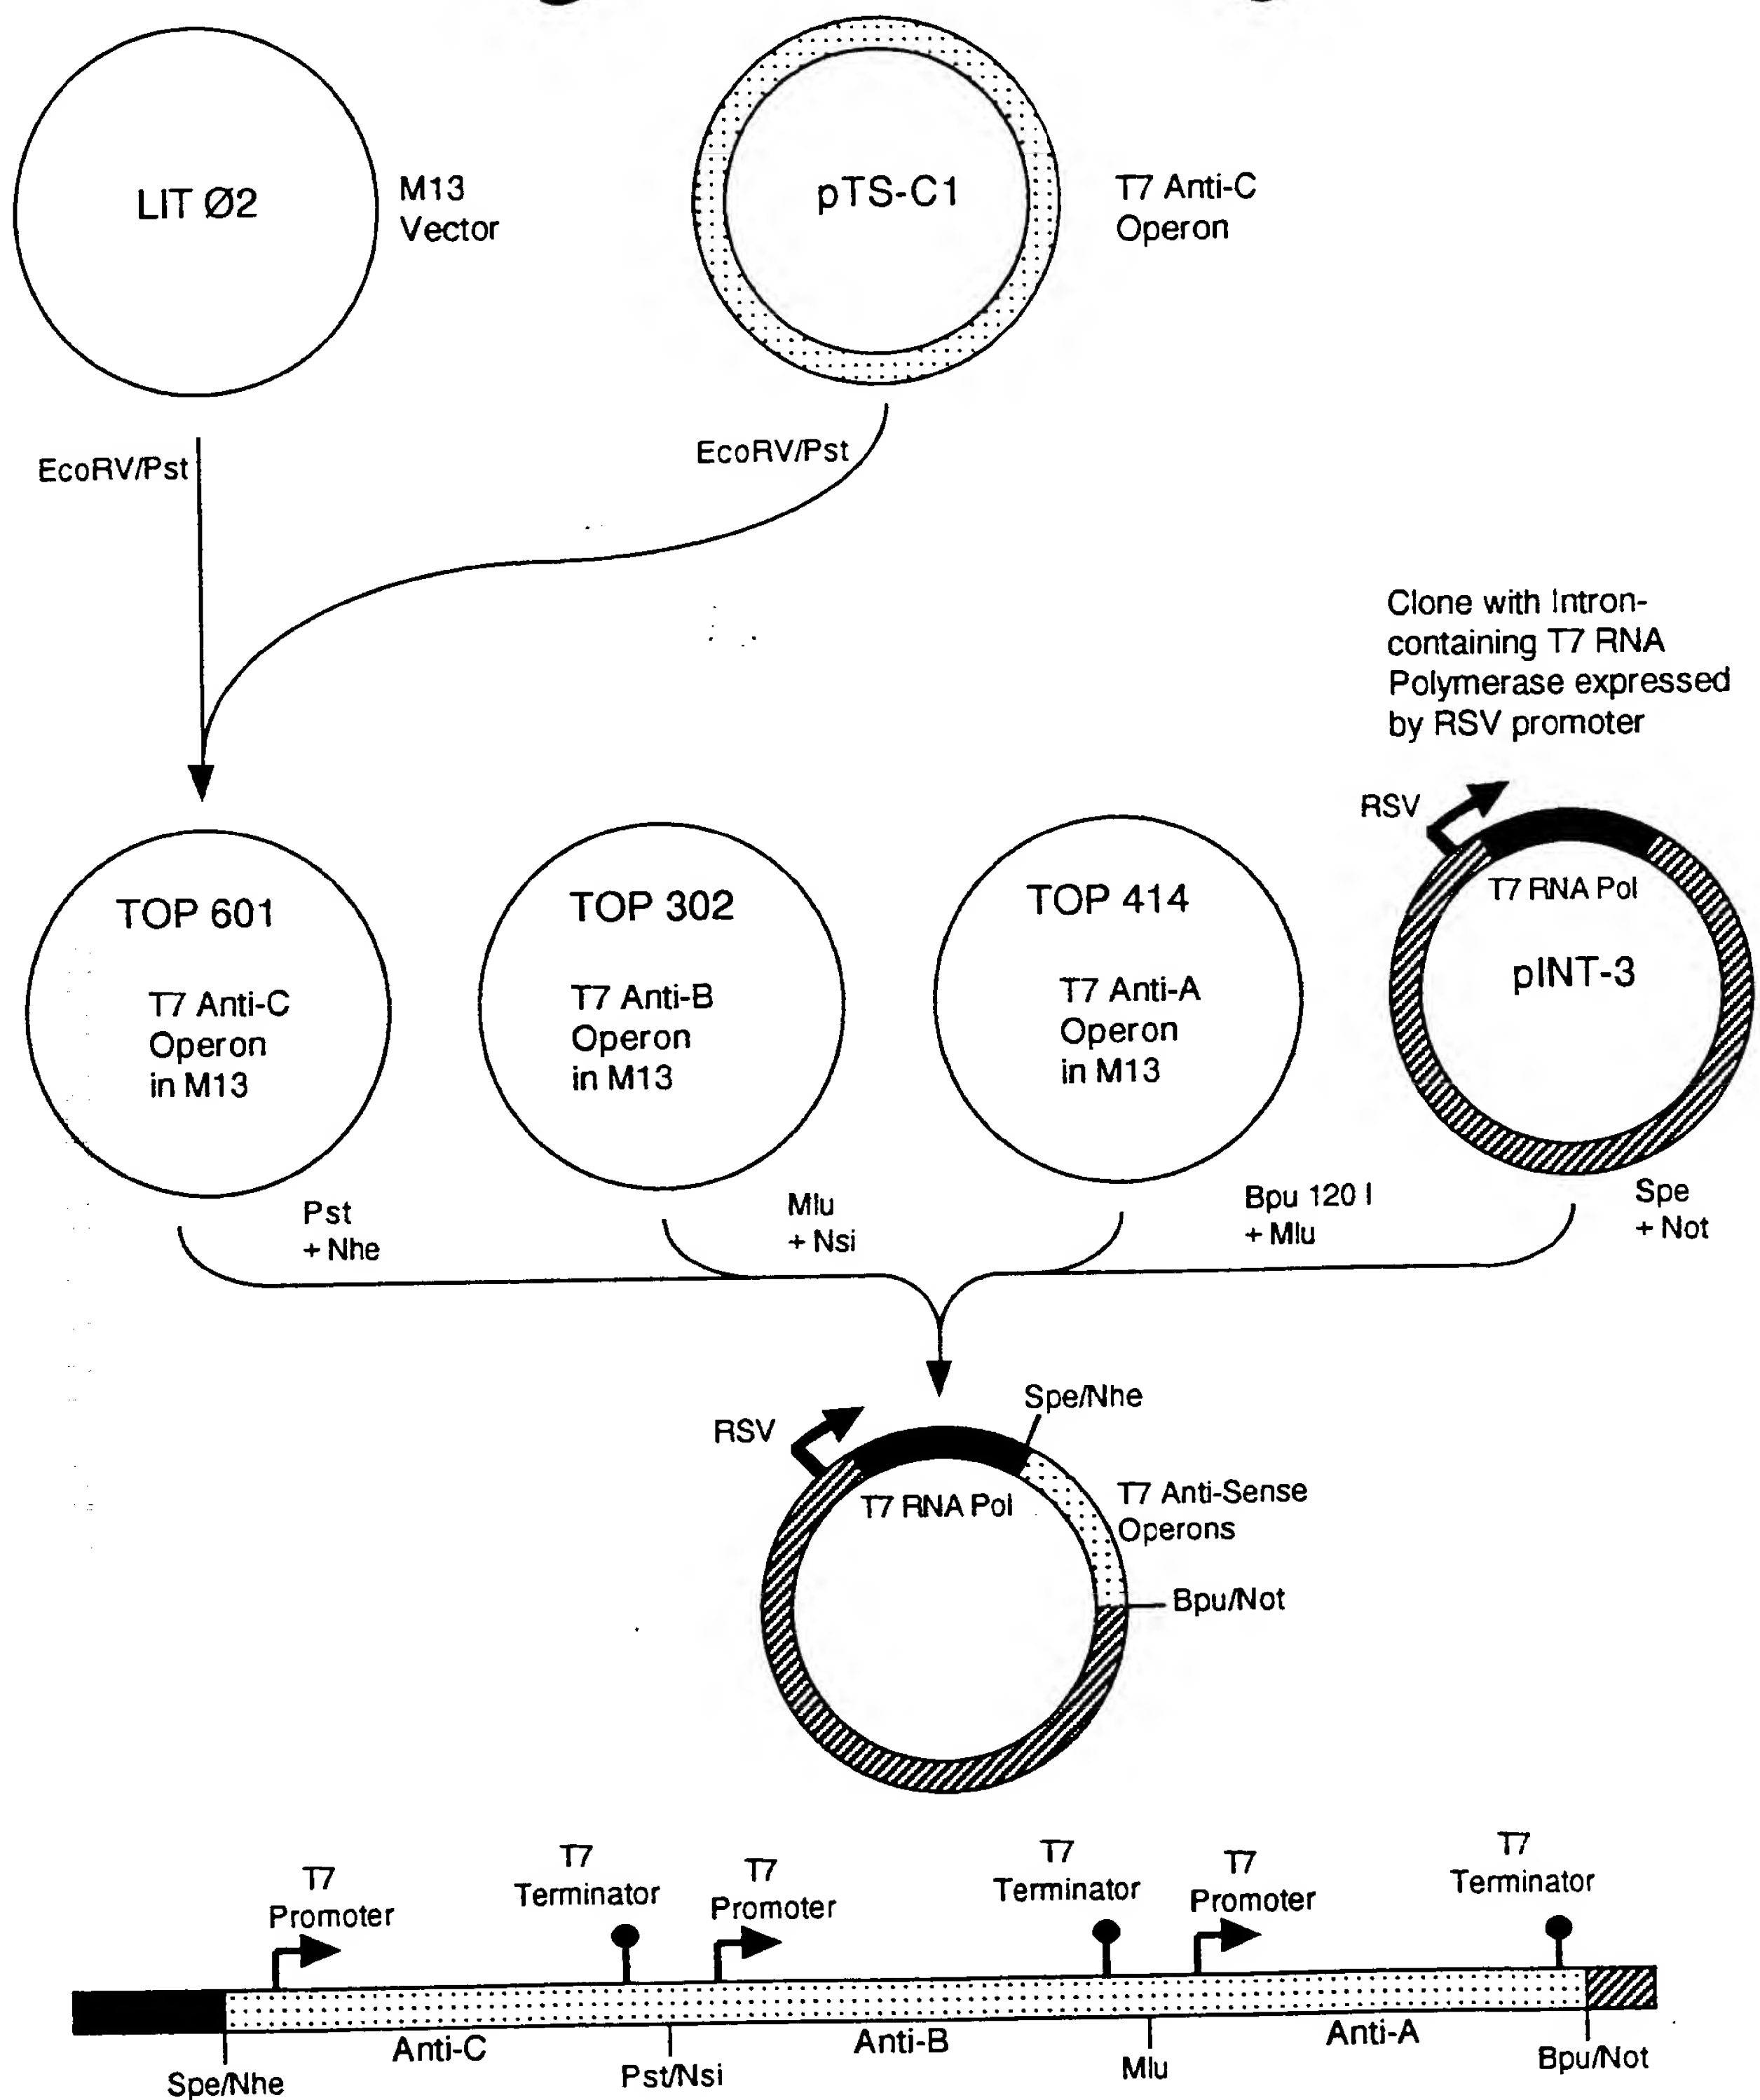 LIT Ø2
M13
Vector
pTS-C1
T7 Anti-C
Operon
EcoRV/Pst
EcoRV/Pst
Clone with Intron-
containing T7 RNA
Polymerase expressed
by RSV promoter
TOP 601
T7 Anti-C
Operon
in M13
TOP 302
T7 Anti-B
Operon
in M13
TOP 414
T7 Anti-A
Operon
in M13
RSV
T7 RNA Pol
pINT-3
Pst
+ Nhe
Mlu
+ Nsi
Bpu 120 I
+ Mlu
Spe
+ Not
RSV
Spe/Nhe
T7 RNA Pol
T7 Anti-Sense
Operons
Bpu/Not
T7
Promoter
T7
Terminator
T7
Promoter
T7
Terminator
T7
Promoter
T7
Terminator
Anti-C
Anti-B
Anti-A
Spe/Nhe
Pst/Nsi
Mlu
Bpu/Not